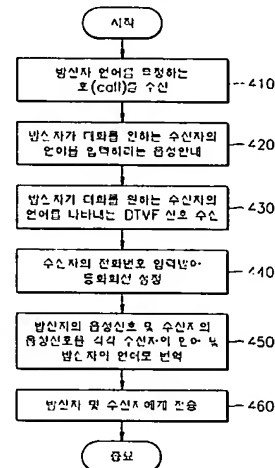 시작
발신자 언어를 특정하는
호(call)를 수신
410
발신자가 대화를 원하는 수신자의
언어를 입력하라는 음성안내
420
발신자가 대화를 원하는 수신자의
언어를 나타내는 DTVF 신호 수신
430
수신자의 전화번호 입력받아
통화회선 설정
440
발신자의 음성신호 및 수신자의
음성신호를 각각 수신자의 언어 및
발신자의 언어로 번역
450
발신자 및 수신자에게 전송
460
종료